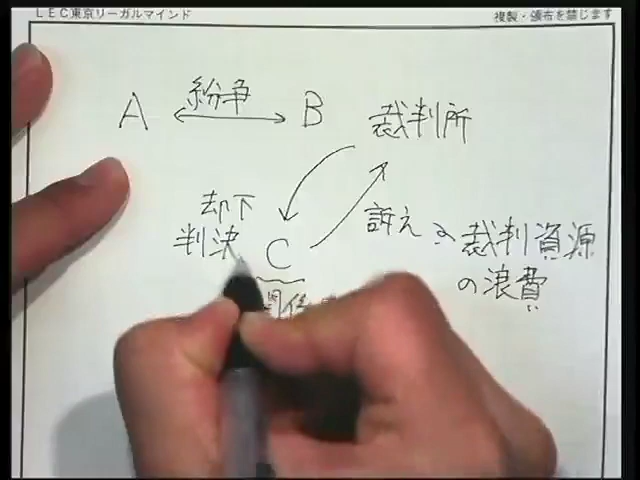 LEC東京リーガルマインド
複製・頒布を禁じます
A 紛争 B
裁判所
却下
判決
C
訴え
裁判資源
の浪費
関係